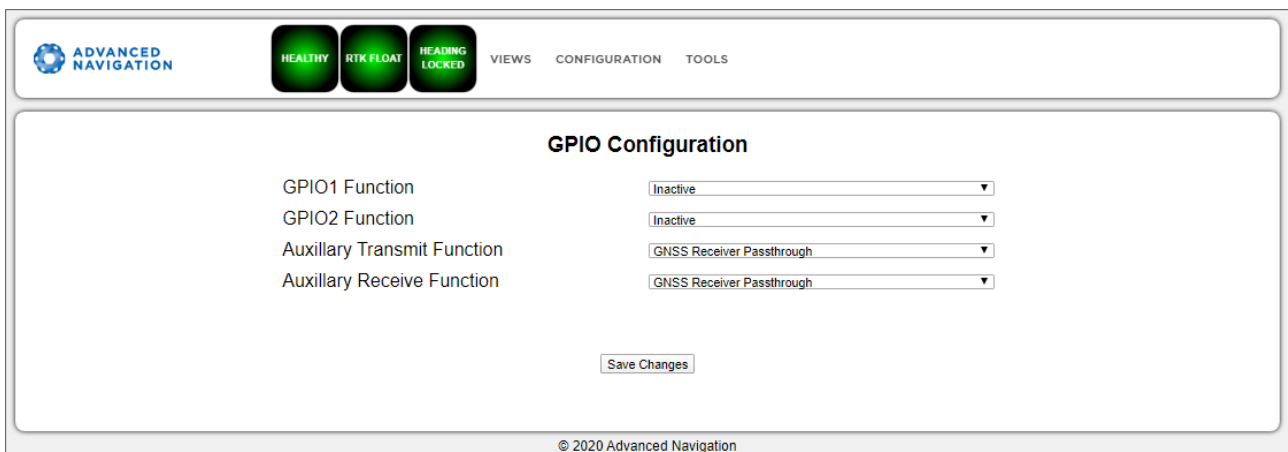 ADVANCED
NAVIGATION
HEALTHY
RTK FLOAT
HEADING
LOCKED
VIEWS
CONFIGURATION
TOOLS
GPIO Configuration
GPIO1 Function Inactive
GPIO2 Function Inactive
Auxillary Transmit Function GNSS Receiver Passthrough
Auxillary Receive Function GNSS Receiver Passthrough
Save Changes
© 2020 Advanced Navigation